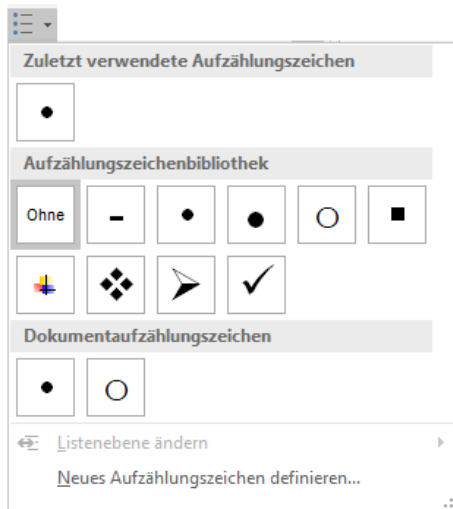 Zuletzt verwendete Aufzählungszeichen
Aufzählungszeichenbibliothek
Ohne
Dokumentaufzählungszeichen
Listenebene ändern
Neues Aufzählungszeichen definieren...